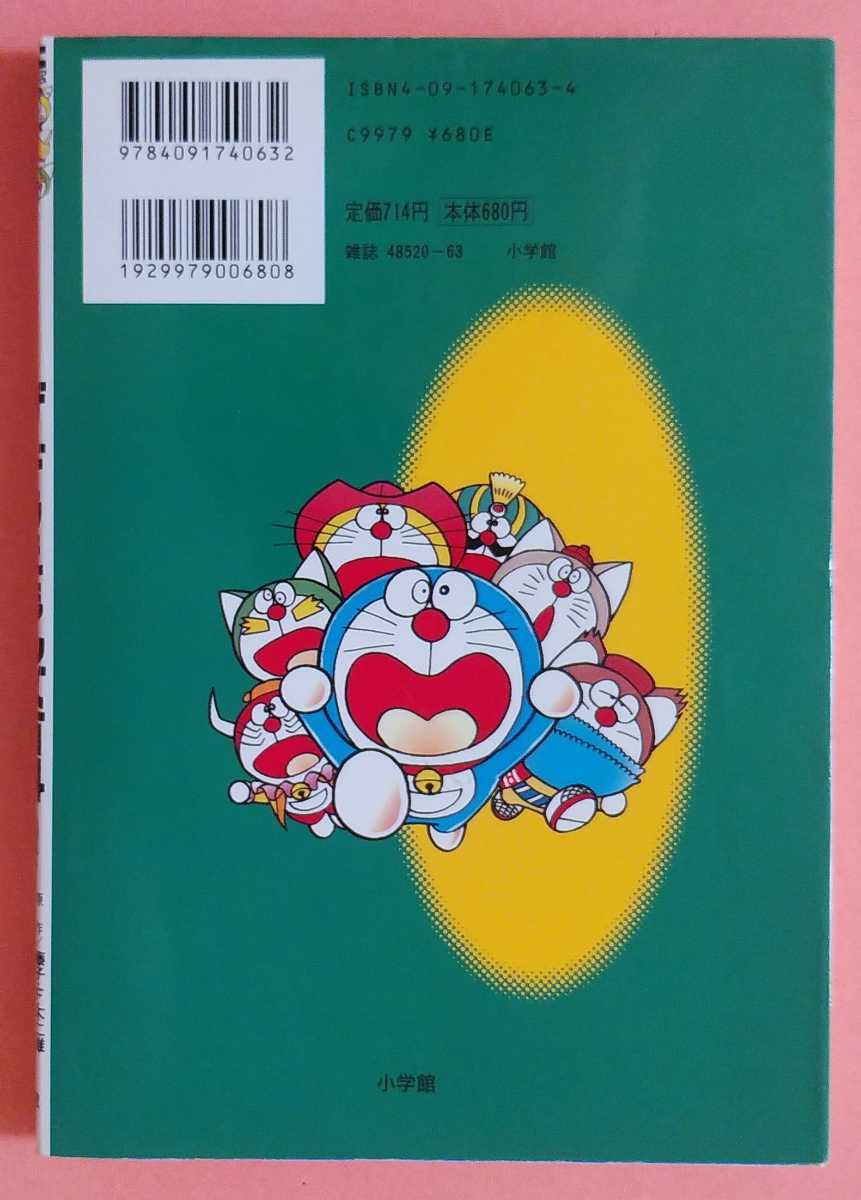 ISBN4-09-174063-4
C9979 ¥680E
9784091740632
定価714円 本体680円
雑誌 48520-63 小学館
1929979006808
小学館